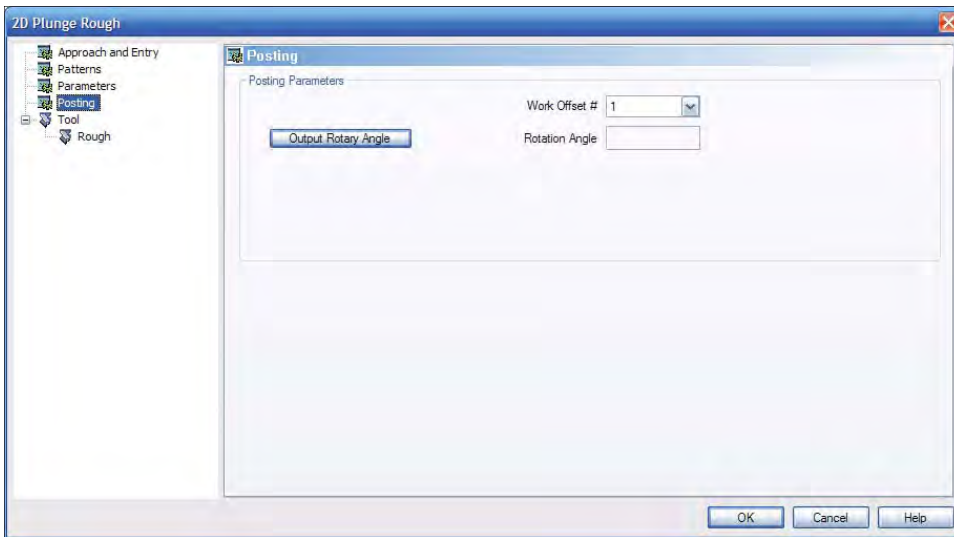 2D Plunge Rough
Approach and Entry
Patterns
Parameters
Posting
Tool
Rough
Posting
Posting Parameters
Work Offset # 1
Output Rotary Angle
Rotation Angle
OK
Cancel
Help